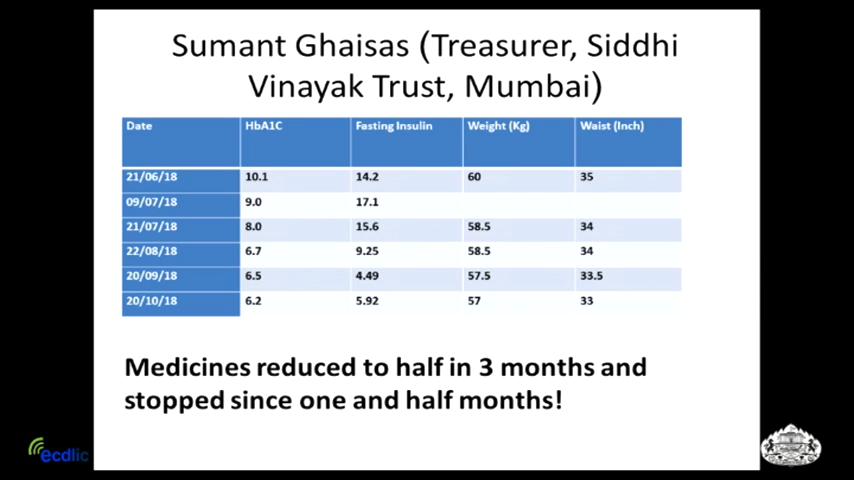 Sumant Ghaisas (Treasurer, Siddhi
Vinayak Trust, Mumbai)
Date HbA1C Fasting Insulin Weight (Kg) Waist (Inch)
21/06/18 10.1 14.2 60 35
09/07/18 9.0 17.1
21/07/18 8.0 15.6 58.5 34
22/08/18 6.7 9.25 58.5 34
20/09/18 6.5 4.49 57.5 33.5
20/10/18 6.2 5.92 57 33
Medicines reduced to half in 3 months and
stopped since one and half months!
ecdlic